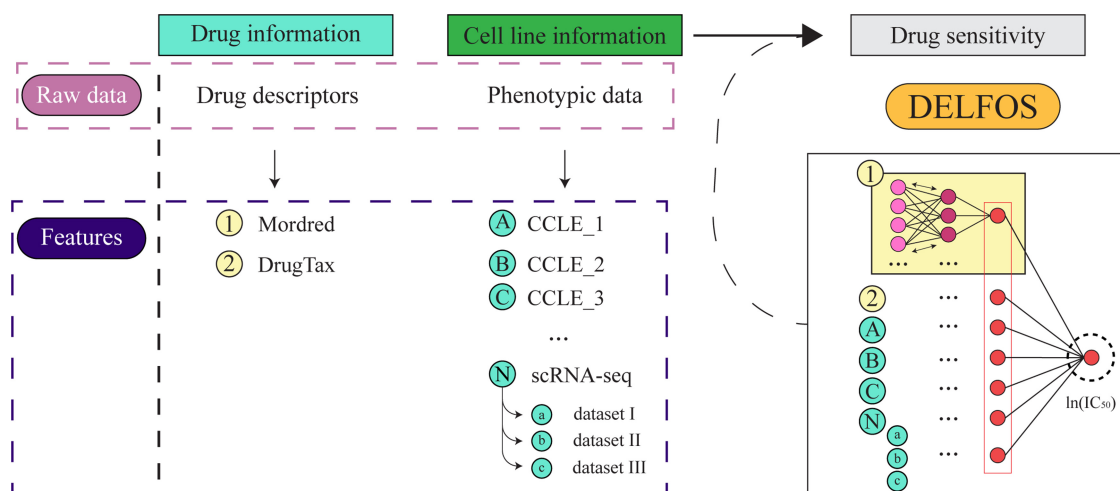 Drug information
Cell line information
Drug sensitivity
Raw data
Drug descriptors
Phenotypic data
DELFOS
Features
1 Mordred
2 DrugTax
A CCLE_1
B CCLE_2
C CCLE_3
...
N scRNA-seq
a dataset I
b dataset II
c dataset III
1
... ...
2 ...
A ...
B ...
C ...
N ...
a
b ...
c
ln(IC50)